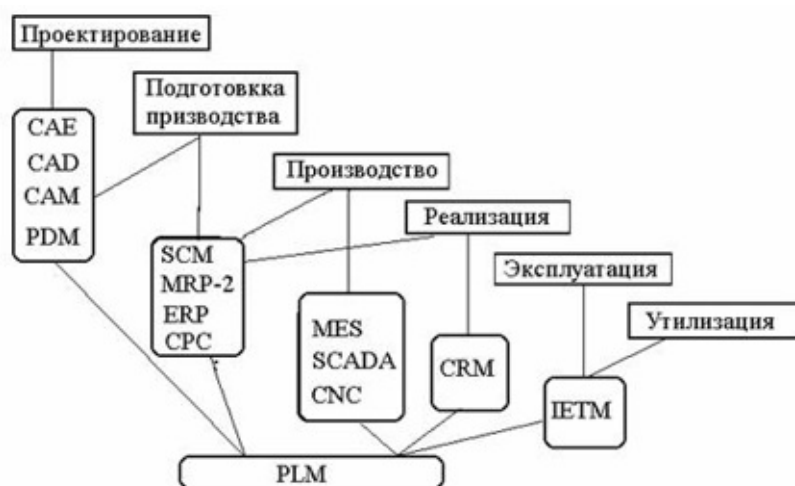 Проектирование
Подготовкка
призводства
CAE
CAD
CAM
PDM
Производство
Реализация
SCM
MRP-2
ERP
CPC
Эксплуатация
Утилизация
MES
SCADA
CNC
CRM
IETM
PLM